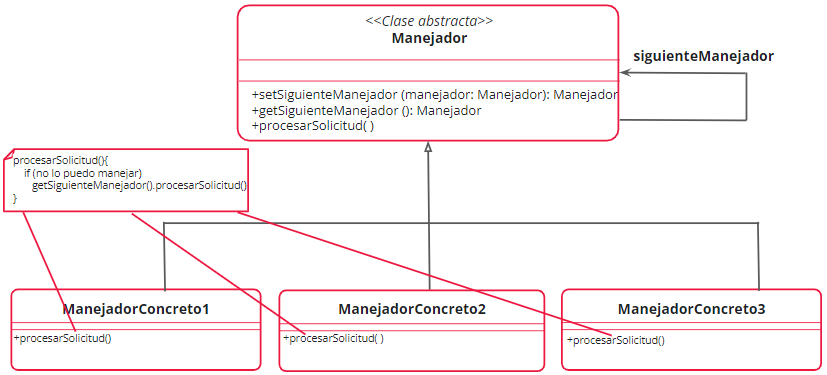 <<Clase abstracta>>
Manejador
siguienteManejador
+setSiguienteManejador (manejador: Manejador): Manejador
+getSiguienteManejador (): Manejador
+procesarSolicitud( )
procesarSolicitud(){
if (no lo puedo manejar)
getSiguienteManejador().procesarSolicitud()
}
ManejadorConcreto1
+procesarSolicitud()
ManejadorConcreto2
+procesarSolicitud( )
ManejadorConcreto3
+procesarSolicitud()